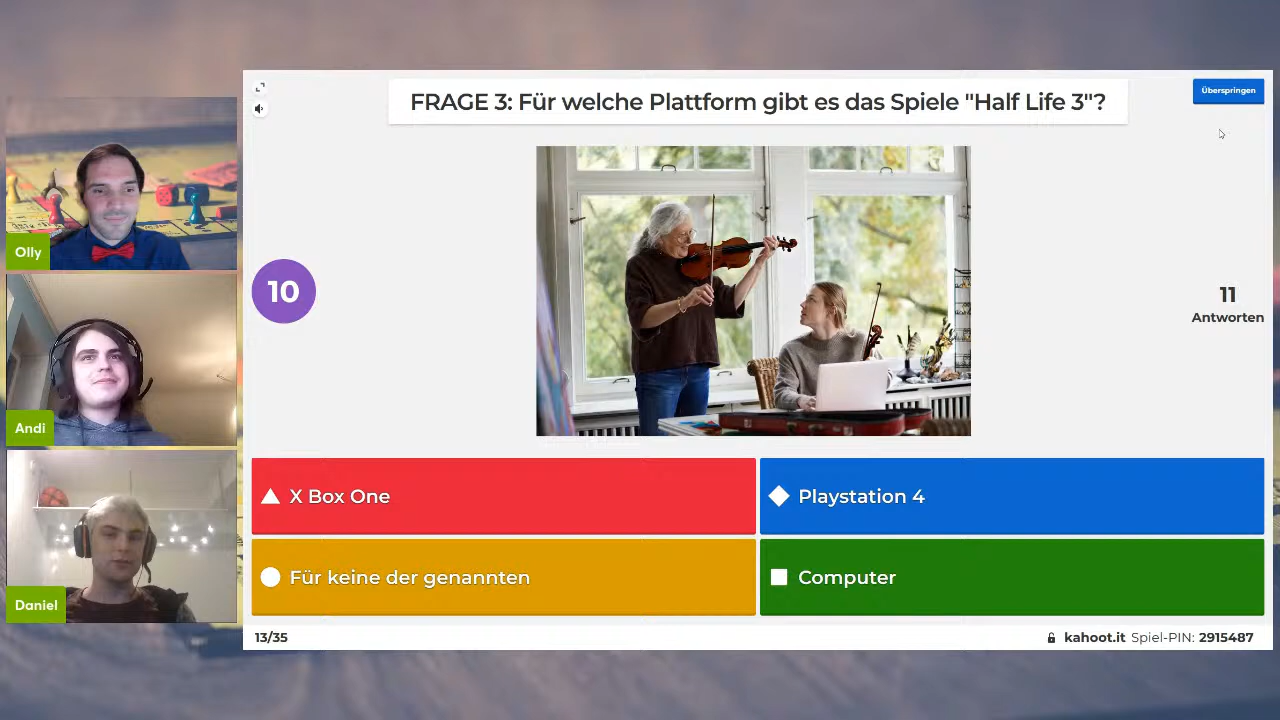 FRAGE 3: Für welche Plattform gibt es das Spiele "Half Life 3"?
Überspringen
Olly
10
11
Antworten
Andi
X Box One
Playstation 4
Für keine der genannten
Computer
Daniel
13/35
kahoot.it Spiel-PIN: 2915487